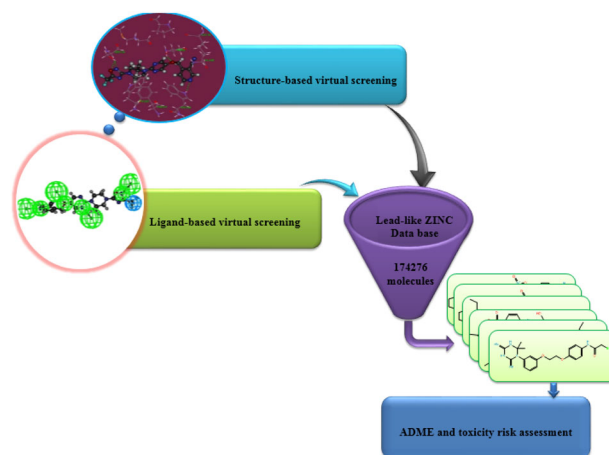 Structure-based virtual screening
Ligand-based virtual screening
Lead-like ZINC
Data base
174276
molecules
ADME and toxicity risk assessment